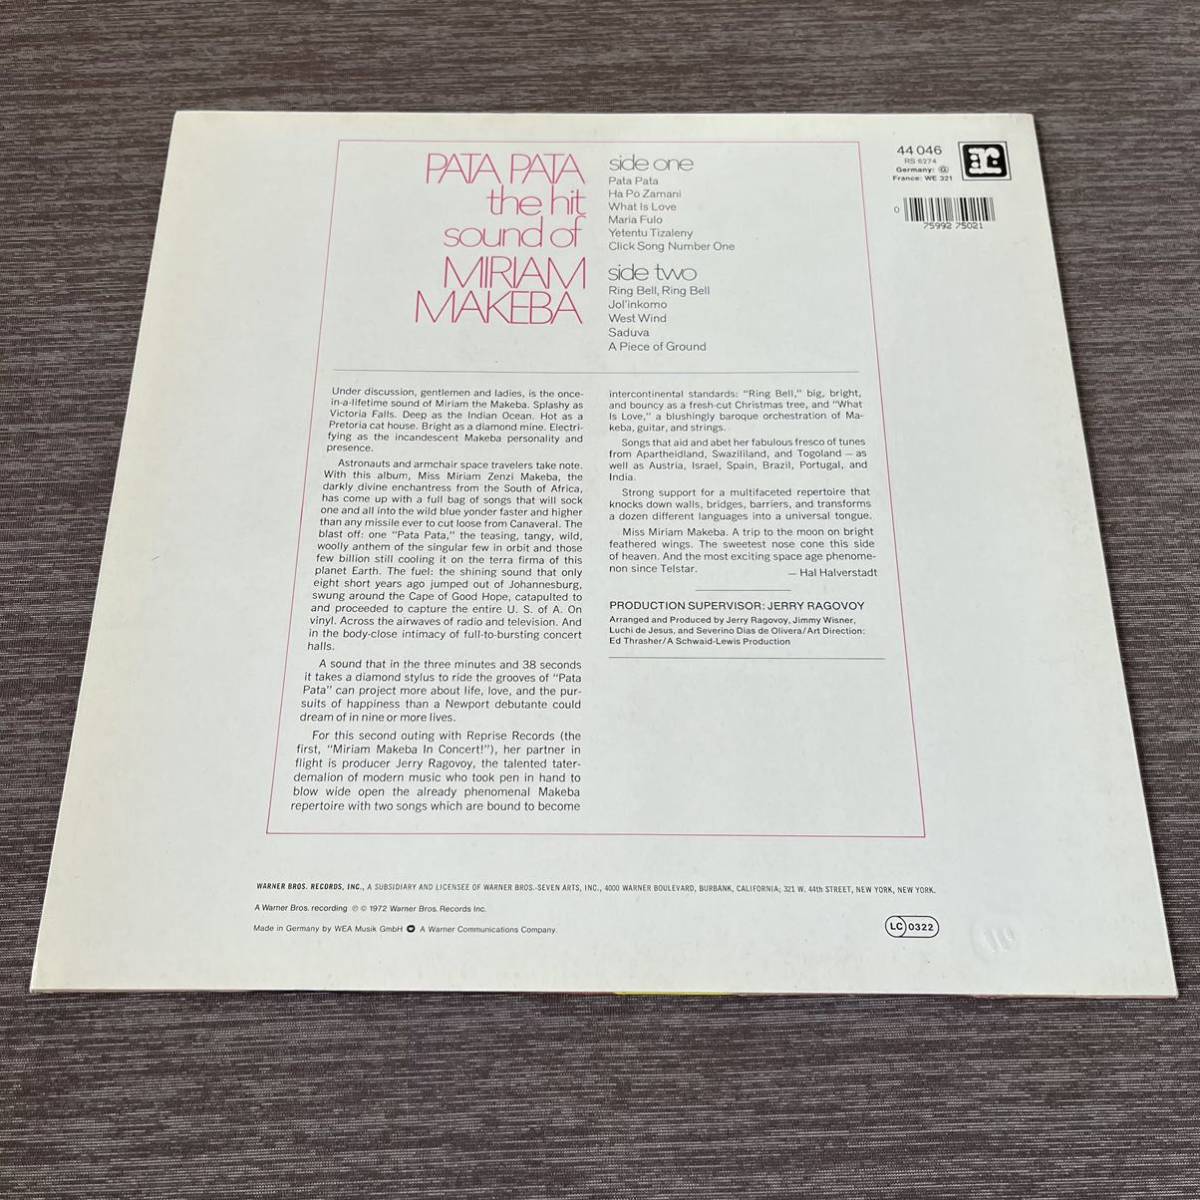 PATA PATA
the hit
sound of
MIRIAM
MAKEBA
side one
Pata Pata
Ha Po Zamani
What Is Love
Maria Fulo
Yetentu Tizaleny
Click Song Number One
side two
Ring Bell, Ring Bell
Jol'inkomo
West Wind
Saduva
A Piece of Ground
44 046
RS 6274
Germany: G
France: WE 321
r:
0
75992 75021
Under discussion, gentlemen and ladies, is the once-
in-a-lifetime sound of Miriam the Makeba. Splashy as
Victoria Falls. Deep as the Indian Ocean. Hot as a
Pretoria cat house. Bright as a diamond mine. Electri-
fying as the incandescent Makeba personality and
presence.
Astronauts and armchair space travelers take note.
With this album, Miss Miriam Zenzi Makeba, the
darkly divine enchantress from the South of Africa,
has come up with a full bag of songs that will sock
one and all into the wild blue yonder faster and higher
than any missile ever to cut loose from Canaveral. The
blast off: one "Pata Pata," the teasing, tangy, wild,
woolly anthem of the singular few in orbit and those
few billion still cooling it on the terra firma of this
planet Earth. The fuel: the shining sound that only
eight short years ago jumped out of Johannesburg,
swung around the Cape of Good Hope, catapulted to
and proceeded to capture the entire U. S. of A. On
vinyl. Across the airwaves of radio and television. And
in the body-close intimacy of full-to-bursting concert
halls.
A sound that in the three minutes and 38 seconds
it takes a diamond stylus to ride the grooves of "Pata
Pata" can project more about life, love, and the pur-
suits of happiness than a Newport debutante could
dream of in nine or more lives.
For this second outing with Reprise Records (the
first, "Miriam Makeba In Concert!"), her partner in
flight is producer Jerry Ragovoy, the talented tater-
demalion of modern music who took pen in hand to
blow wide open the already phenomenal Makeba
repertoire with two songs which are bound to become
intercontinental standards: "Ring Bell," big, bright,
and bouncy as a fresh-cut Christmas tree, and "What
Is Love," a blushingly baroque orchestration of Ma-
keba, guitar, and strings.
Songs that aid and abet her fabulous fresco of tunes
from Apartheidland, Swazililand, and Togoland — as
well as Austria, Israel, Spain, Brazil, Portugal, and
India.
Strong support for a multifaceted repertoire that
knocks down walls, bridges, barriers, and transforms
a dozen different languages into a universal tongue.
Miss Miriam Makeba. A trip to the moon on bright
feathered wings. The sweetest nose cone this side
of heaven. And the most exciting space age phenome-
non since Telstar.
— Hal Halverstadt
PRODUCTION SUPERVISOR: JERRY RAGOVOY
Arranged and Produced by Jerry Ragovoy, Jimmy Wisner,
Luchi de Jesus, and Severino Dias de Olivera/Art Direction:
Ed Thrasher/A Schwaid-Lewis Production
WARNER BROS. RECORDS, INC., A SUBSIDIARY AND LICENSEE OF WARNER BROS.-SEVEN ARTS, INC., 4000 WARNER BOULEVARD, BURBANK, CALIFORNIA; 321 W. 44th STREET, NEW YORK, NEW YORK.
A Warner Bros. recording ℗ © 1972 Warner Bros. Records Inc.
Made in Germany by WEA Musik GmbH A Warner Communications Company.
LC 0322